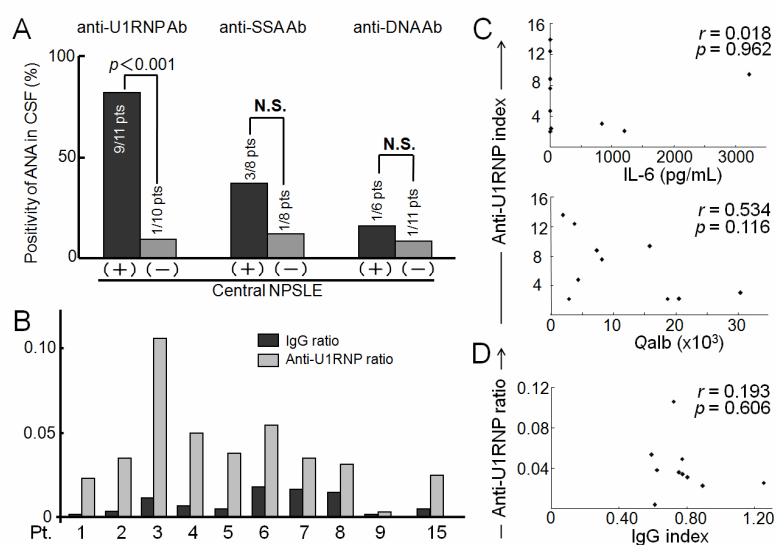 A
anti-U1RNP Ab
anti-SSA Ab
anti-DNA Ab
Positivity of ANA in CSF (%)
100
50
0
p<0.001
N.S.
N.S.
9/11 pts
1/10 pts
3/8 pts
1/8 pts
1/6 pts
1/11 pts
(+) (−)
(+) (−)
(+) (−)
Central NPSLE
B
IgG ratio
Anti-U1RNP ratio
0.10
0.05
0
Pt. 1 2 3 4 5 6 7 8 9 15
C
Anti-U1RNP index
16
12
8
4
r = 0.018
p = 0.962
0 1000 2000 3000
IL-6 (pg/mL)
16
12
8
4
r = 0.534
p = 0.116
0 10 20 30
Qalb (x10³)
D
Anti-U1RNP ratio
0.12
0.08
0.04
r = 0.193
p = 0.606
0 0.40 0.80 1.20
IgG index